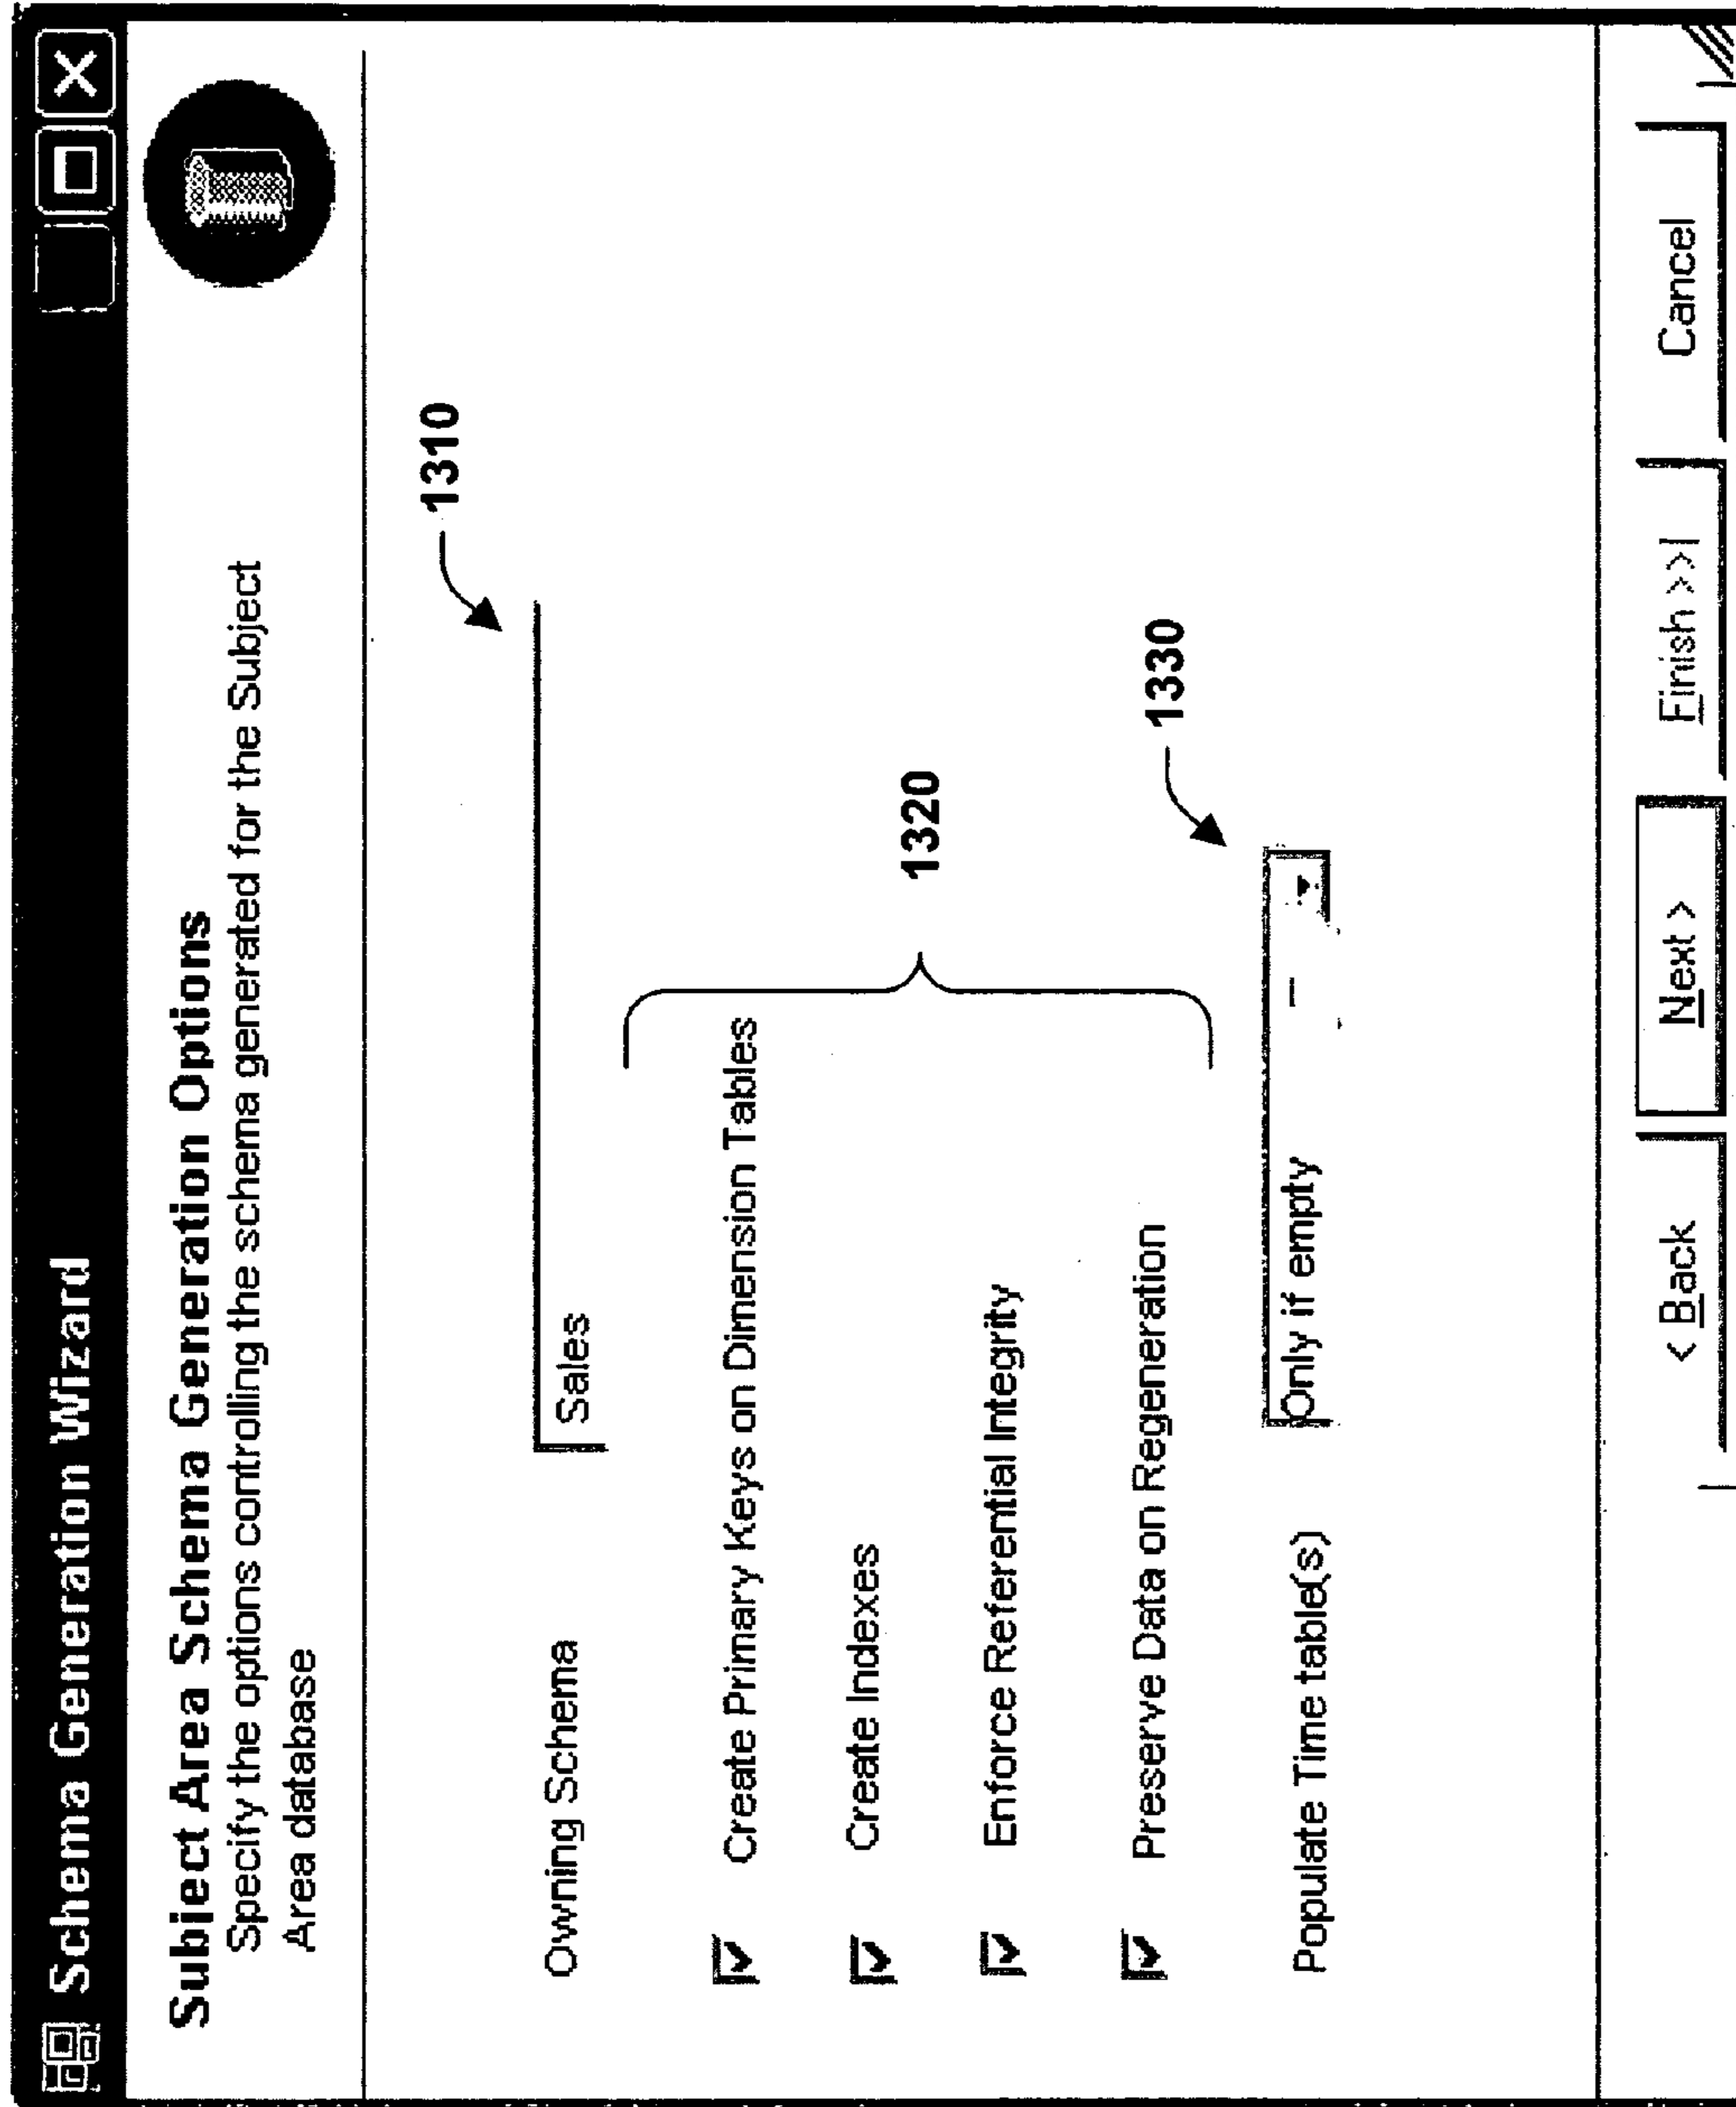 Schema Generation Wizard
Subject Area Schema Generation Options
Specify the options controlling the schema generated for the Subject
Area database
1310
Owning Schema Sales
Create Primary Keys on Dimension Tables
Create Indexes
1320
Enforce Referential Integrity
Preserve Data on Regeneration
1330
Populate Time table(s) Only if empty
< Back Next > Finish >>| Cancel